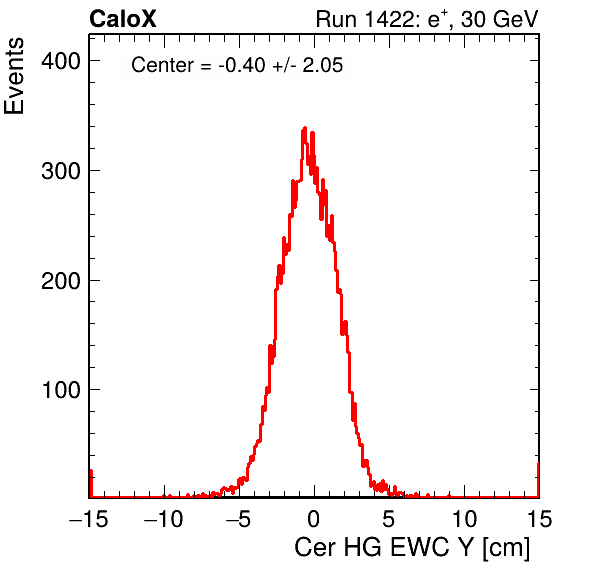 CaloX Run 1422: e⁺, 30 GeV
Center = -0.40 +/- 2.05
Events
400
300
200
100
−15 −10 −5 0 5 10 15
Cer HG EWC Y [cm]